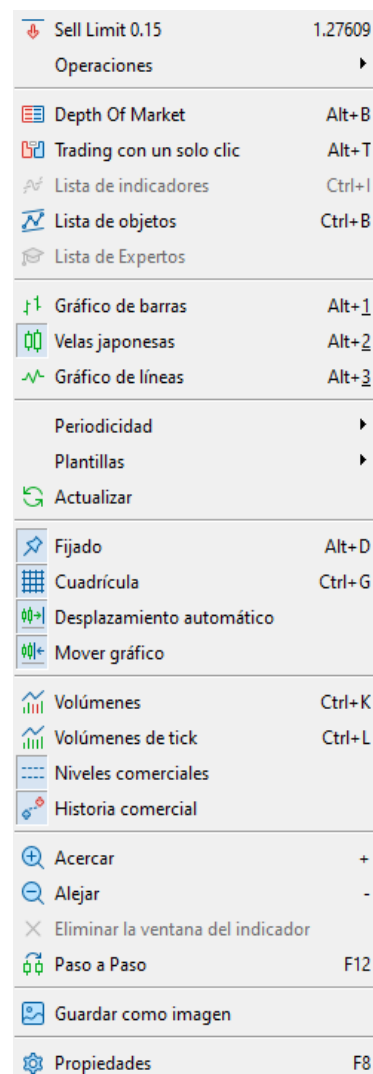 Sell Limit 0.15 1.27609
Operaciones
Depth Of Market Alt+B
Trading con un solo clic Alt+T
Lista de indicadores Ctrl+I
Lista de objetos Ctrl+B
Lista de Expertos
Gráfico de barras Alt+1
Velas japonesas Alt+2
Gráfico de líneas Alt+3
Periodicidad
Plantillas
Actualizar
Fijado Alt+D
Cuadrícula Ctrl+G
Desplazamiento automático
Mover gráfico
Volúmenes Ctrl+K
Volúmenes de tick Ctrl+L
Niveles comerciales
Historia comercial
Acercar +
Alejar -
Eliminar la ventana del indicador
Paso a Paso F12
Guardar como imagen
Propiedades F8